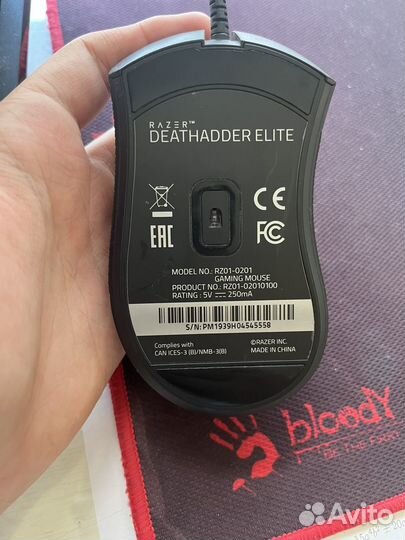 RAZER™
DEATHADDER ELITE
CE
EAC
FC
MODEL NO.: RZ01-0201
GAMING MOUSE
PRODUCT NO.: RZ01-02010100
RATING : 5V ⎓ 250mA
S/N: PM1939H04545558
Complies with
CAN ICES-3 (B)/NMB-3(B)
©RAZER INC.
MADE IN CHINA
bloody
Avito